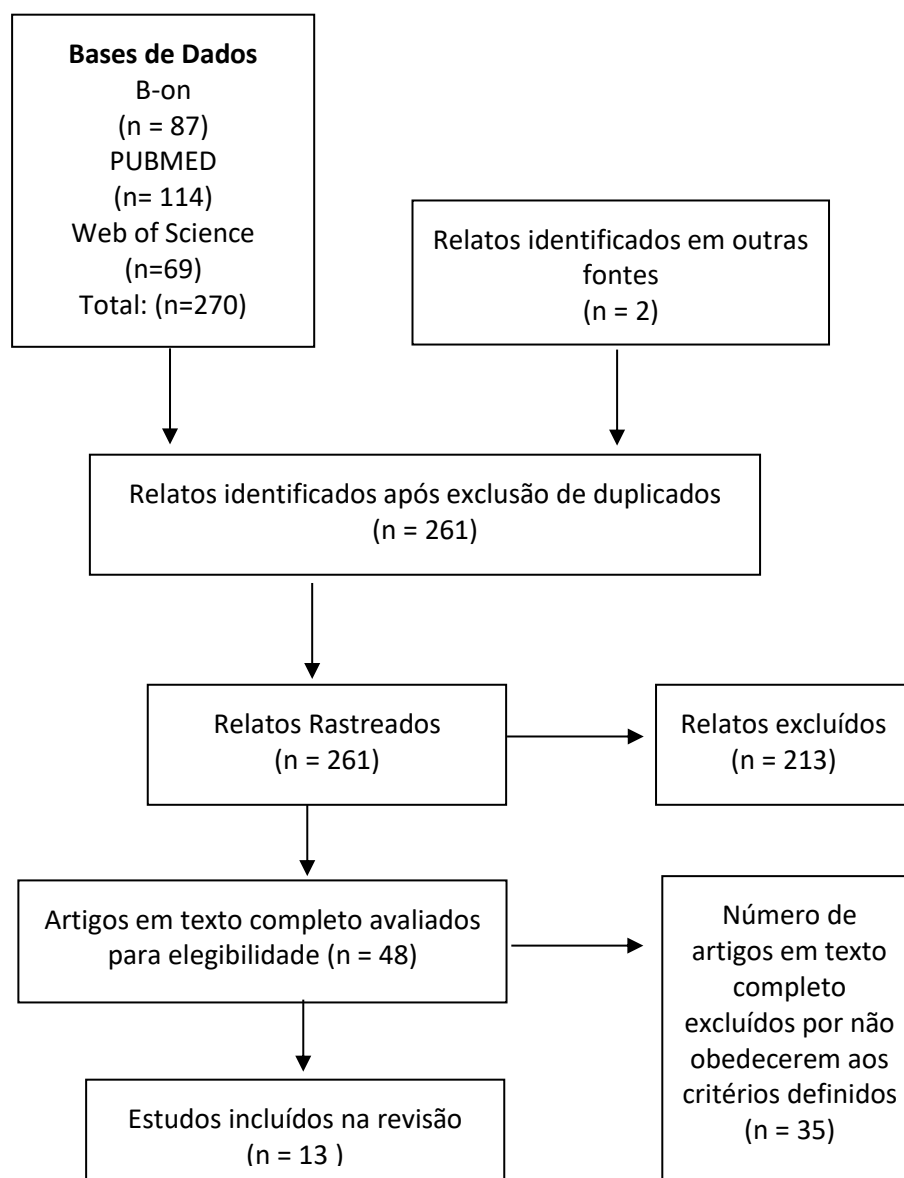 Bases de Dados
B-on
(n = 87)
PUBMED
(n= 114)
Web of Science
(n=69)
Total: (n=270)
Relatos identificados em outras
fontes
(n = 2)
Relatos identificados após exclusão de duplicados
(n = 261)
Relatos Rastreados
(n = 261)
Relatos excluídos
(n = 213)
Artigos em texto completo avaliados
para elegibilidade (n = 48)
Número de
artigos em texto
completo
excluídos por não
obedecerem aos
critérios definidos
(n = 35)
Estudos incluídos na revisão
(n = 13 )